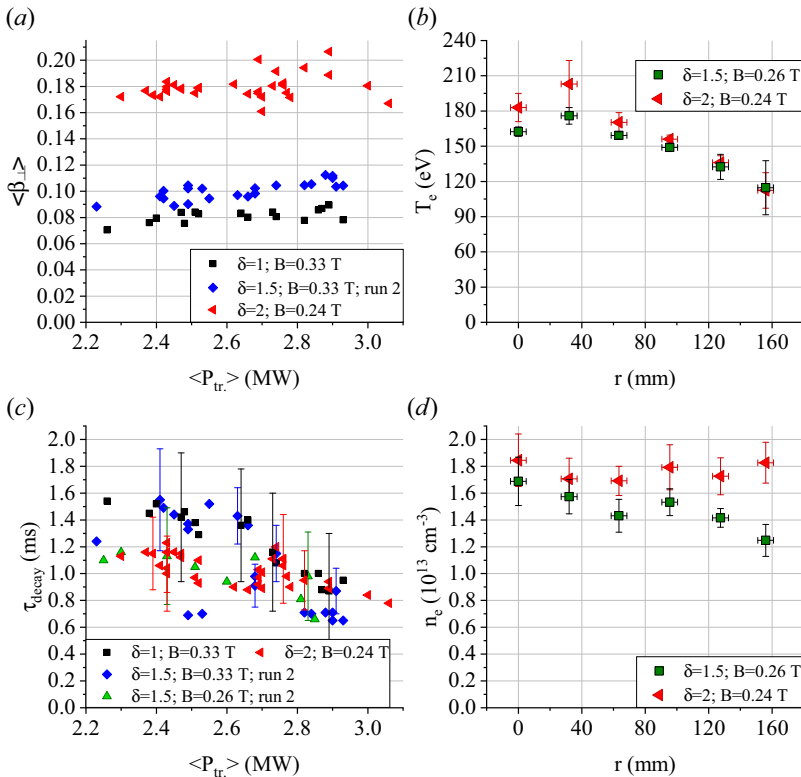 (a)
0.20
0.18
0.16
0.14
0.12
0.10
0.08
0.06
0.04
0.02
0.00
<β⊥>
δ=1; B=0.33 T
δ=1.5; B=0.33 T; run 2
δ=2; B=0.24 T
2.2 2.4 2.6 2.8 3.0
<P_tr.> (MW)
(b)
240
210
180
150
120
90
60
30
0
T_e (eV)
δ=1.5; B=0.26 T
δ=2; B=0.24 T
0 40 80 120 160
r (mm)
(c)
2.0
1.8
1.6
1.4
1.2
1.0
0.8
0.6
0.4
0.2
0.0
τ_decay (ms)
δ=1; B=0.33 T δ=2; B=0.24 T
δ=1.5; B=0.33 T; run 2
δ=1.5; B=0.26 T; run 2
2.2 2.4 2.6 2.8 3.0
<P_tr.> (MW)
(d)
2.0
1.8
1.6
1.4
1.2
1.0
0.8
0.6
0.4
0.2
0.0
n_e (10¹³ cm⁻³)
δ=1.5; B=0.26 T
δ=2; B=0.24 T
0 40 80 120 160
r (mm)